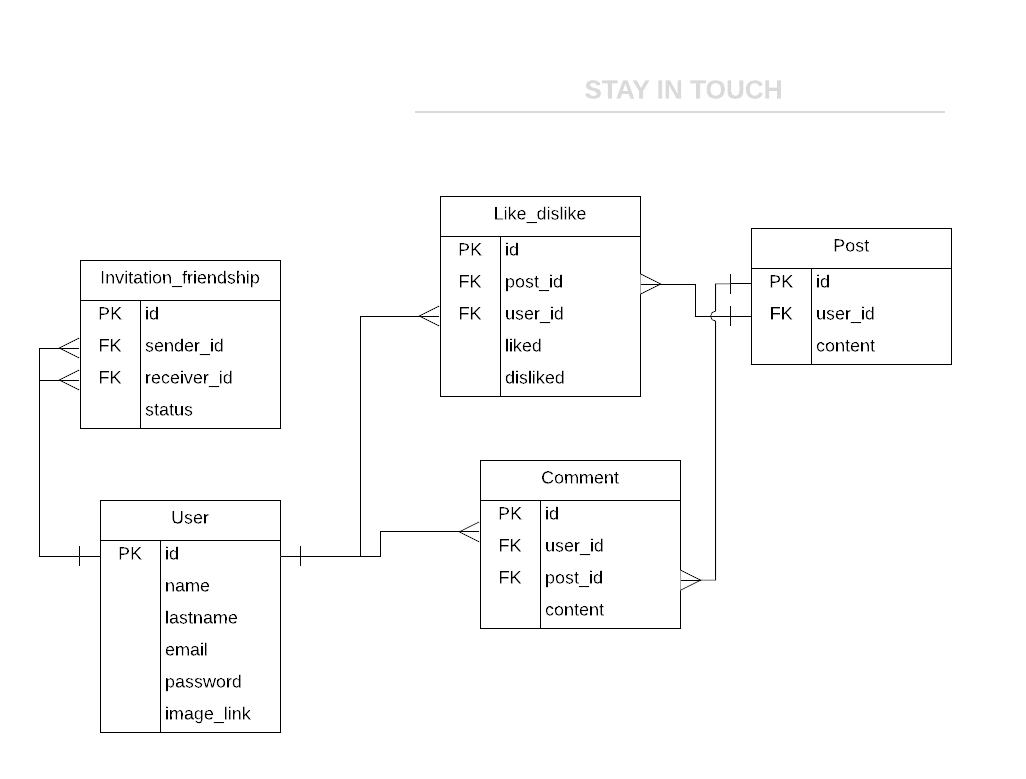 STAY IN TOUCH
Like_dislike
PK id
FK post_id
FK user_id
liked
disliked
Post
PK id
FK user_id
content
Invitation_friendship
PK id
FK sender_id
FK receiver_id
status
Comment
PK id
FK user_id
FK post_id
content
User
PK id
name
lastname
email
password
image_link